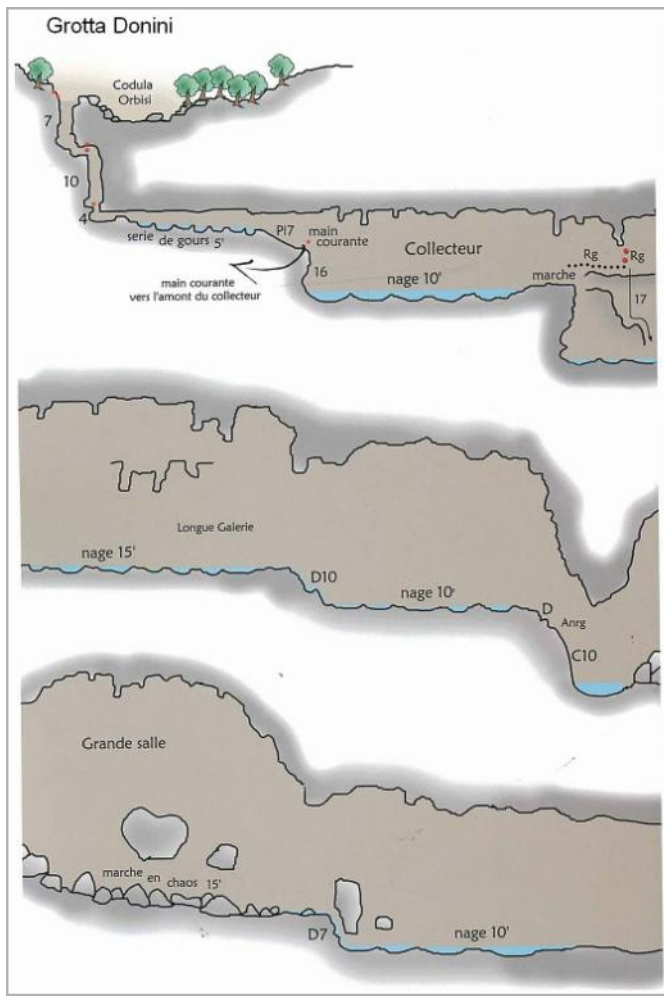 Grotta Donini
Codula
Orbisi
7
10
4
serie de gours 5'
Pi7
main
courante
16
main courante
vers l'amont du collecteur
Collecteur
nage 10'
marche
Rg
Rg
17
Longue Galerie
nage 15'
D10
nage 10'
D
Anrg
C10
Grande salle
marche en chaos 15'
D7
nage 10'